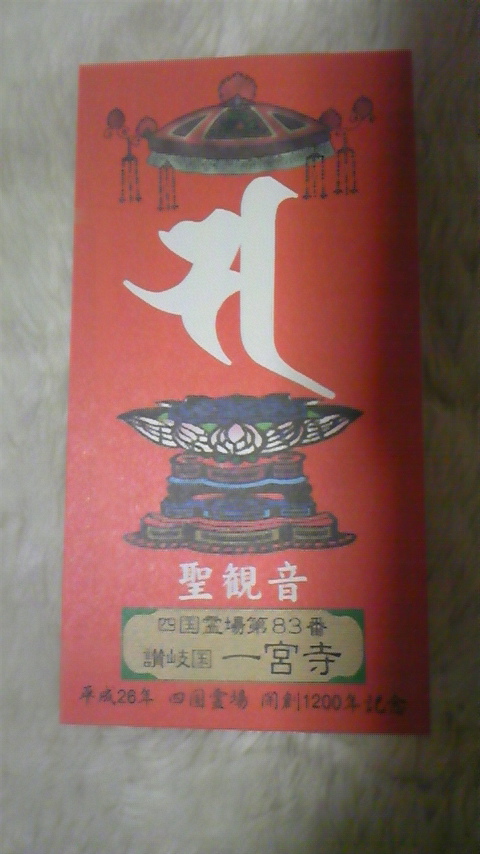 𑖭
聖観音
四国霊場第83番
讃岐国 一宮寺
平成26年 四国霊場 開創1200年記念